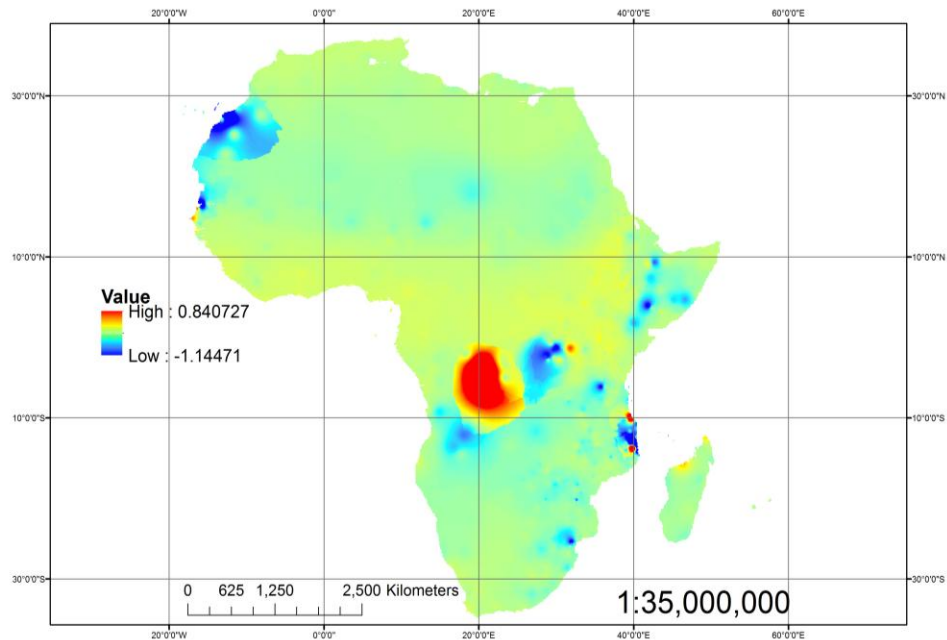 20°0'0"W 0°0'0" 20°0'0"E 40°0'0"E 60°0'0"E
30°0'0"N 30°0'0"N
10°0'0"N 10°0'0"N
Value
High : 0.840727
Low : -1.14471
10°0'0"S 10°0'0"S
30°0'0"S 30°0'0"S
0 625 1,250 2,500 Kilometers
1:35,000,000
20°0'0"W 0°0'0" 20°0'0"E 40°0'0"E 60°0'0"E